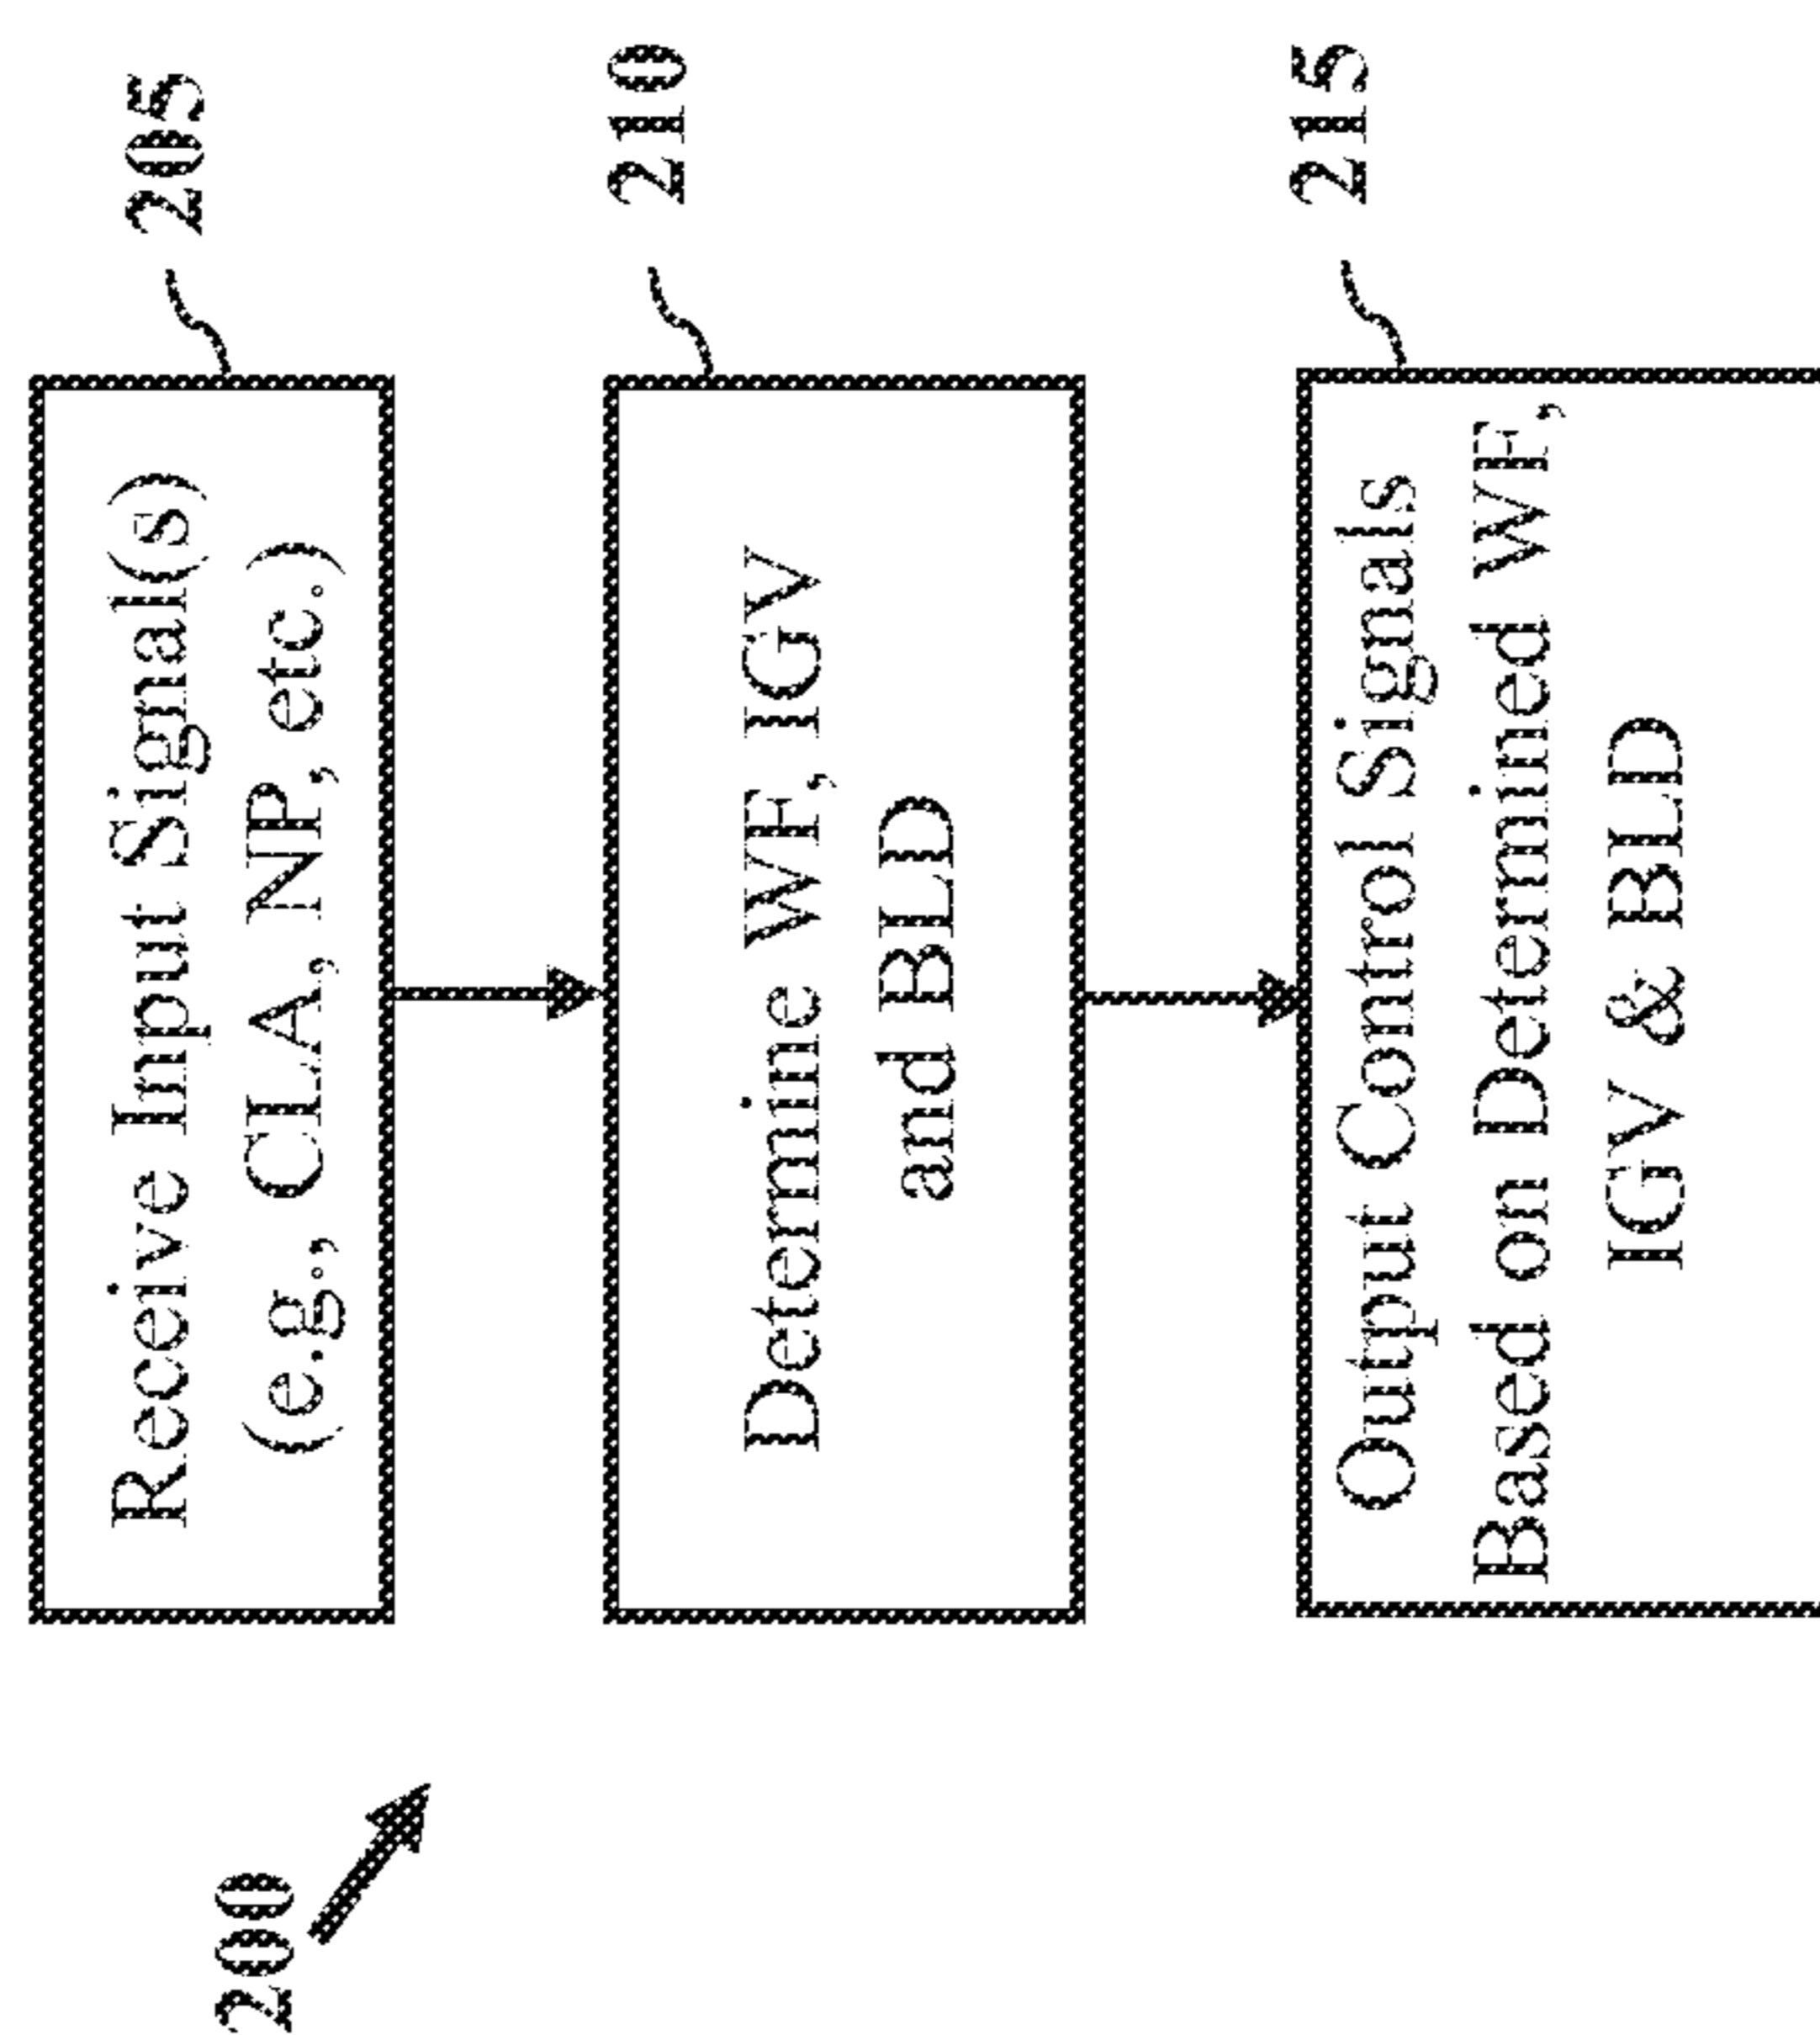 200
Receive Input Signal(s)
(e.g., CLA, NP, etc.)
205
Determine WF, IGV
and BLD
210
Output Control Signals
Based on Determined WF,
IGV & BLD
215